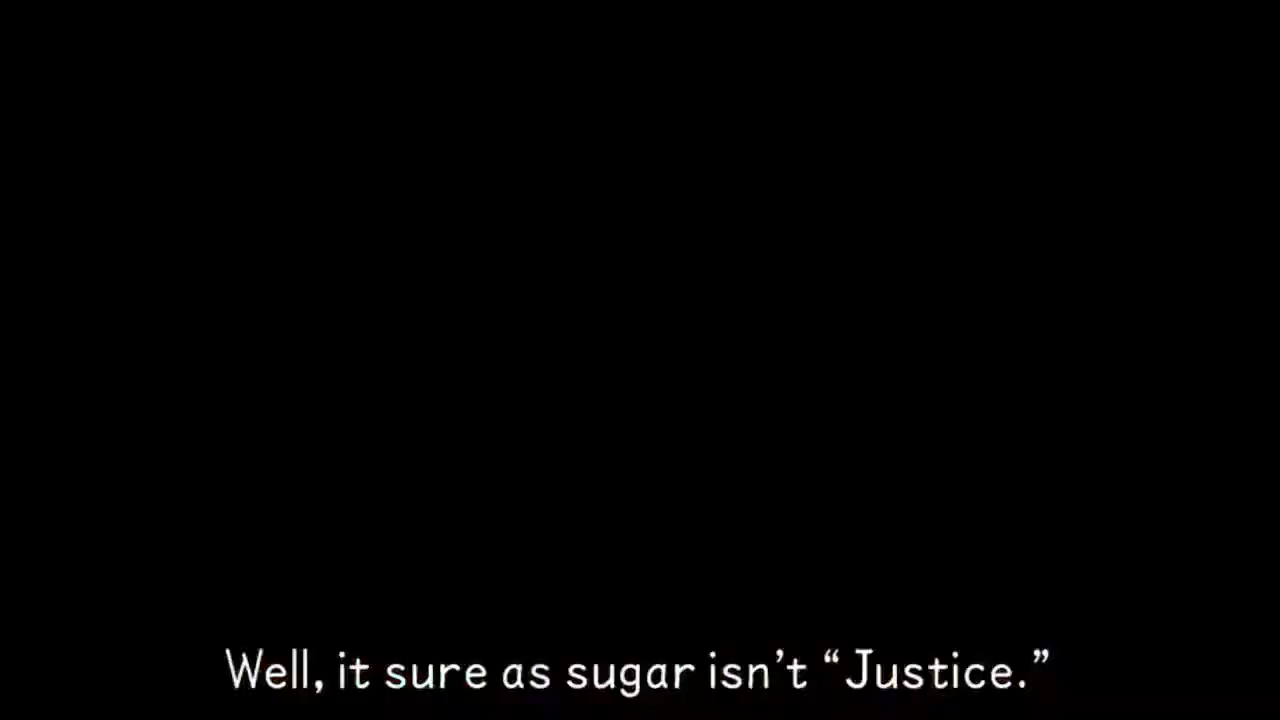 Well, it sure as sugar isn’t “Justice.”